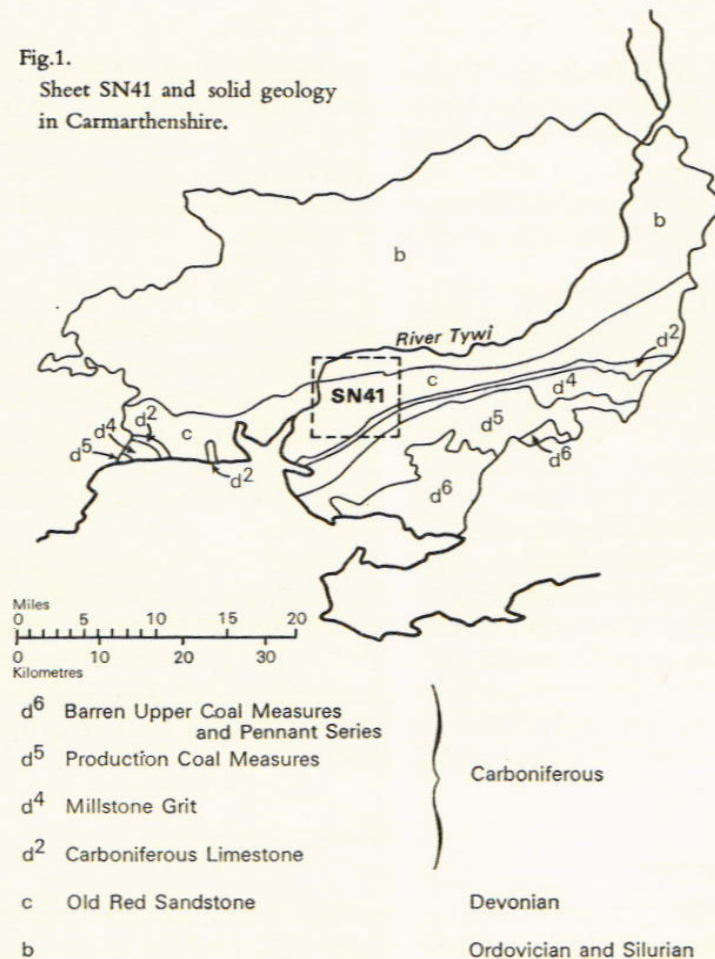 Fig.1.
Sheet SN41 and solid geology
in Carmarthenshire.
b
b
River Tywi
d2
c
SN41
d4
d5
d6
d6
d2
d4
d5
c
d2
Miles
0 5 10 15 20
0 10 20 30
Kilometres
d6 Barren Upper Coal Measures
and Pennant Series
d5 Production Coal Measures
d4 Millstone Grit
d2 Carboniferous Limestone
Carboniferous
c Old Red Sandstone Devonian
b Ordovician and Silurian